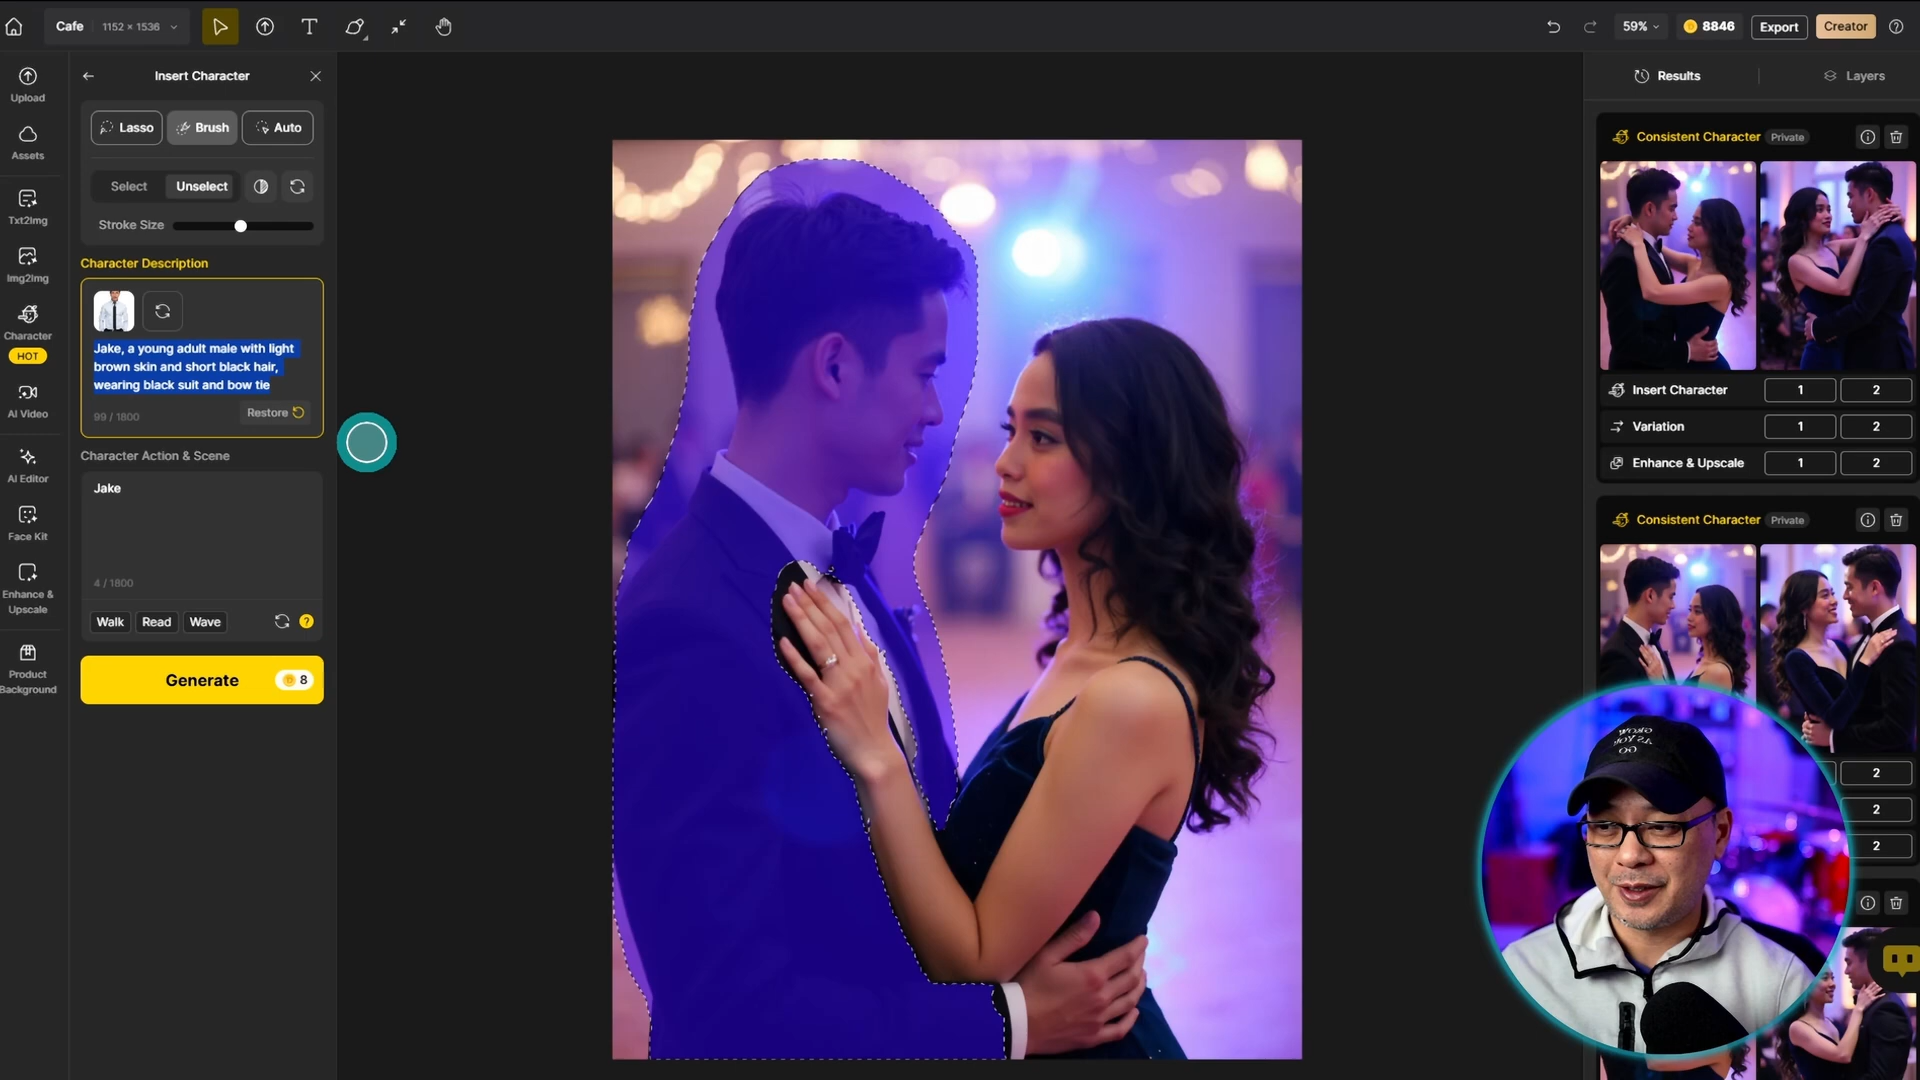 Cafe 1152 × 1536
59%
8846
Export
Creator
Upload
Assets
Txt2Img
Img2Img
Character
HOT
AI Video
AI Editor
Face Kit
Enhance &
Upscale
Product
Background
Insert Character
Lasso
Brush
Auto
Select
Unselect
Stroke Size
Character Description
Jake, a young adult male with light
brown skin and short black hair,
wearing black suit and bow tie
99 / 1800
Restore
Character Action & Scene
Jake
4 / 1800
Walk
Read
Wave
?
Generate
8
Results
Layers
Consistent Character Private
Insert Character 1 2
Variation 1 2
Enhance & Upscale 1 2
Consistent Character Private
2
2
2